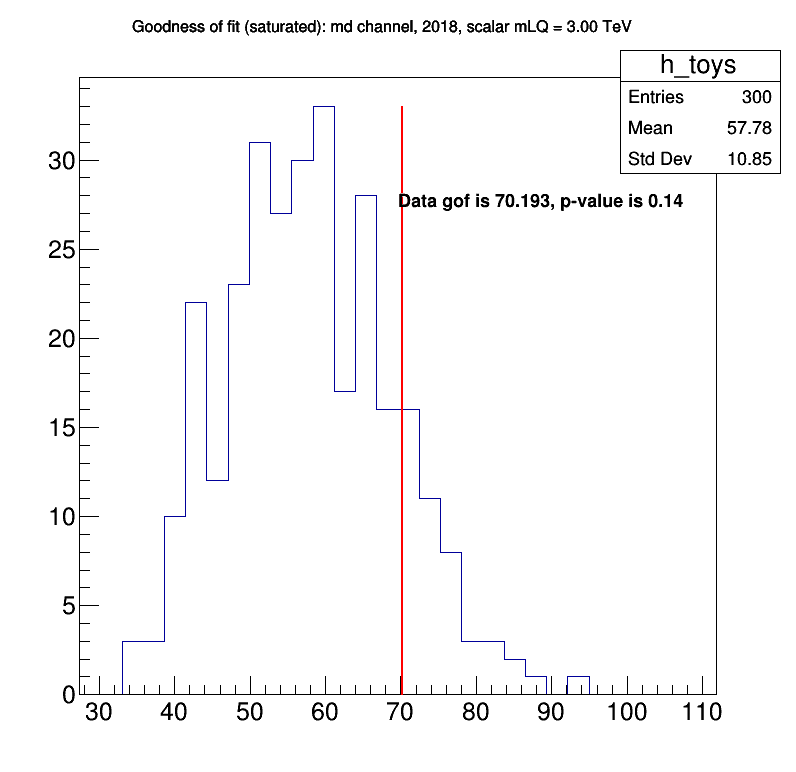 Goodness of fit (saturated): md channel, 2018, scalar mLQ = 3.00 TeV
h_toys
Entries 300
Mean 57.78
Std Dev 10.85
Data gof is 70.193, p-value is 0.14
30
25
20
15
10
5
0
30 40 50 60 70 80 90 100 110